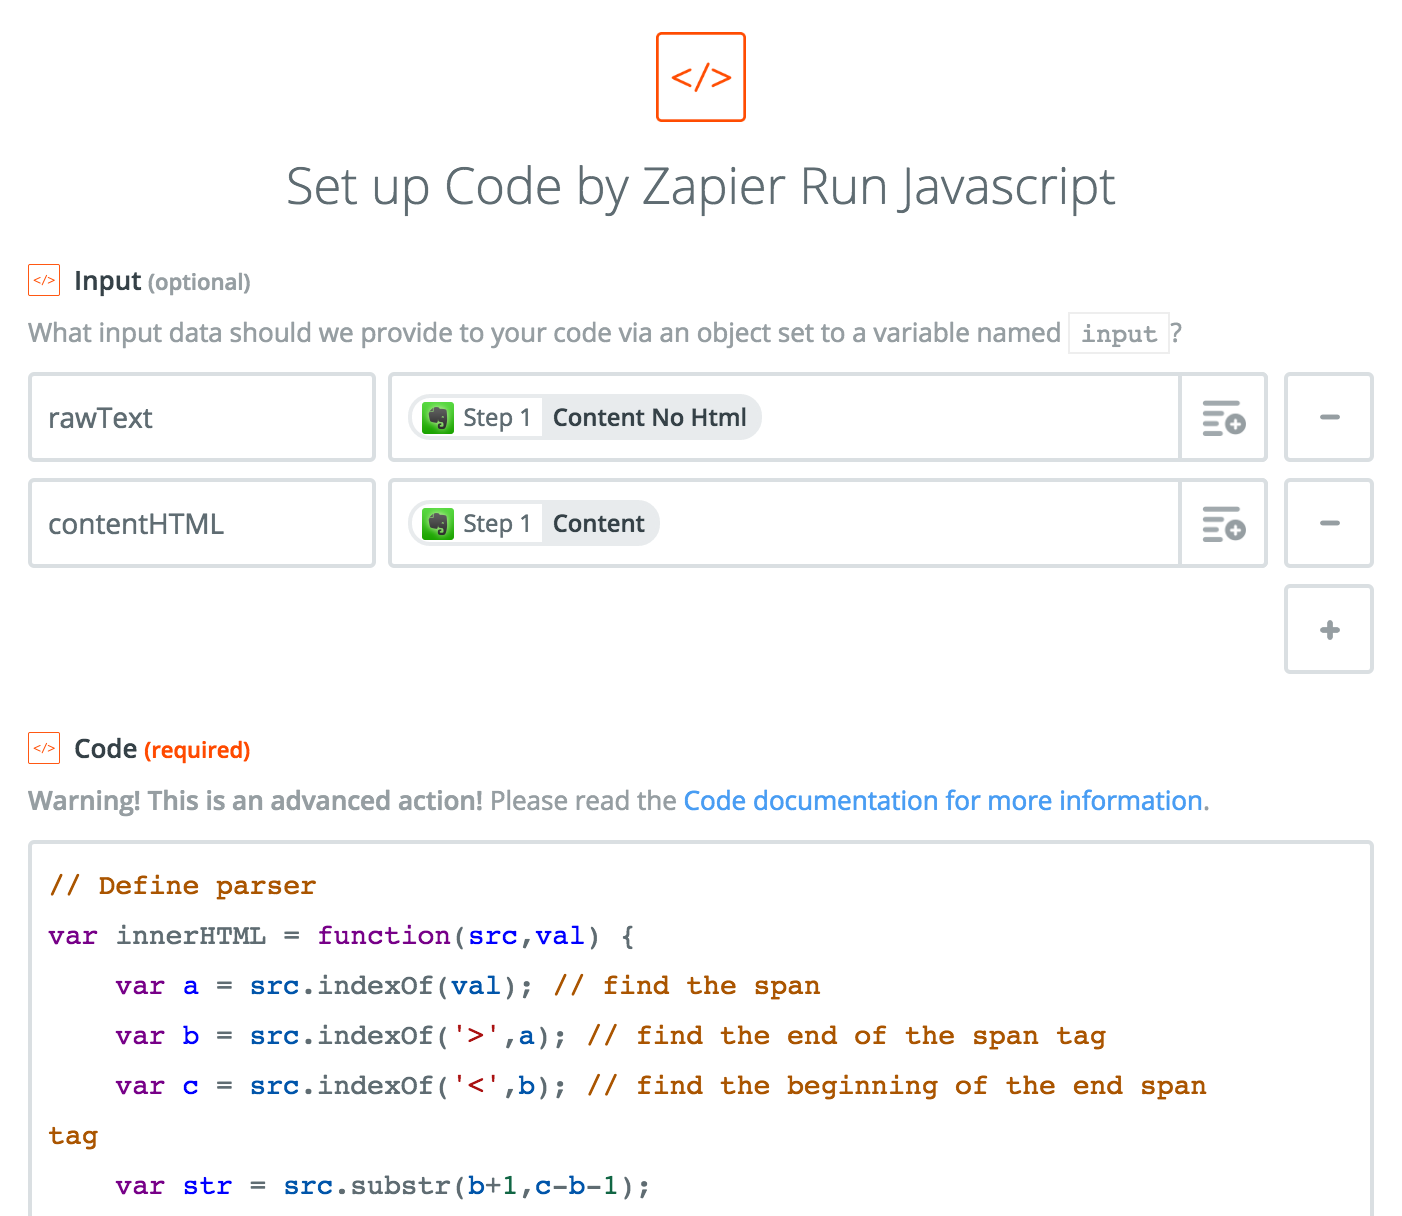 </>
Set up Code by Zapier Run Javascript
</> Input (optional)
What input data should we provide to your code via an object set to a variable named input?
rawText Step 1 Content No Html
contentHTML Step 1 Content
</> Code (required)
Warning! This is an advanced action! Please read the Code documentation for more information.
// Define parser
var innerHTML = function(src,val) {
    var a = src.indexOf(val); // find the span
    var b = src.indexOf('>',a); // find the end of the span tag
    var c = src.indexOf('<',b); // find the beginning of the end span
tag
    var str = src.substr(b+1,c-b-1);